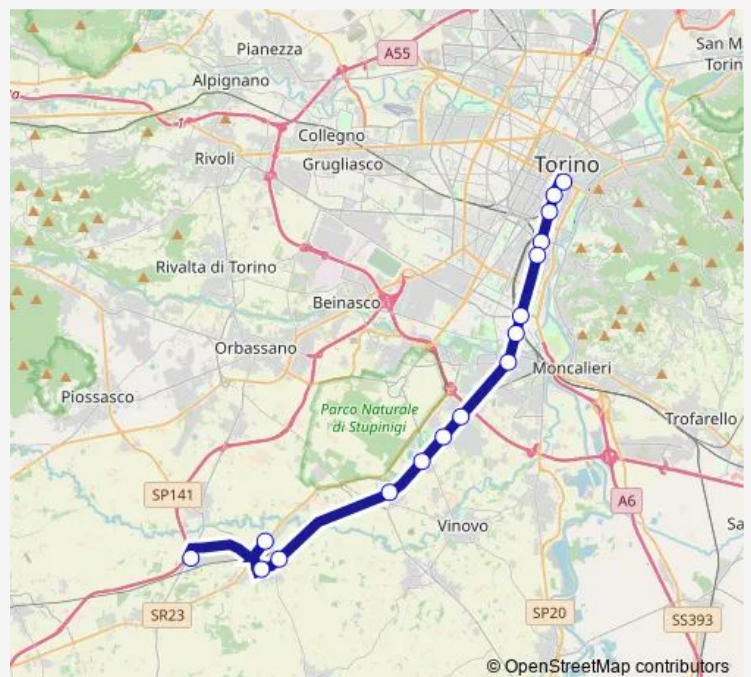 Pianezza
A55
San M
Torin
Alpignano
1
Collegno
Rivoli
Grugliasco
Torino
Rivalta di Torino
Beinasco
Orbassano
Moncalieri
Piossasco
Parco Naturale
di Stupinigi
Trofarello
SP141
A6
Sa
Vinovo
SR23
SP20
SS393
© OpenStreetMap contributors